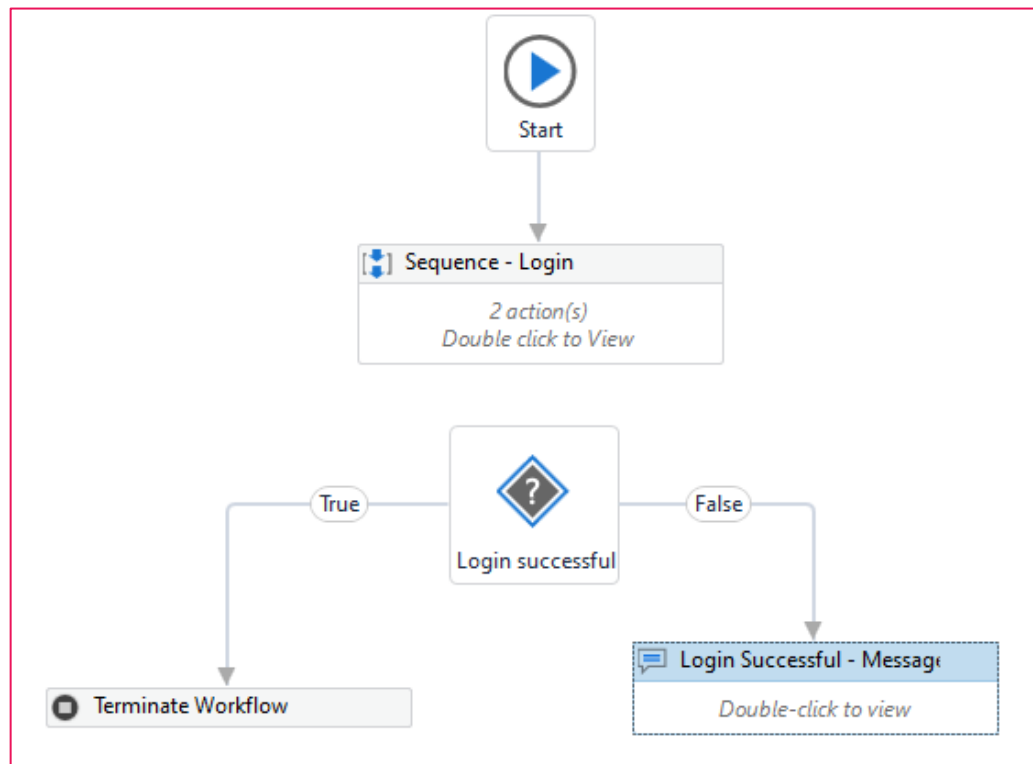 Start
Sequence - Login
2 action(s)
Double click to View
True
False
?
Login successful
Login Successful - Message
Terminate Workflow
Double-click to view